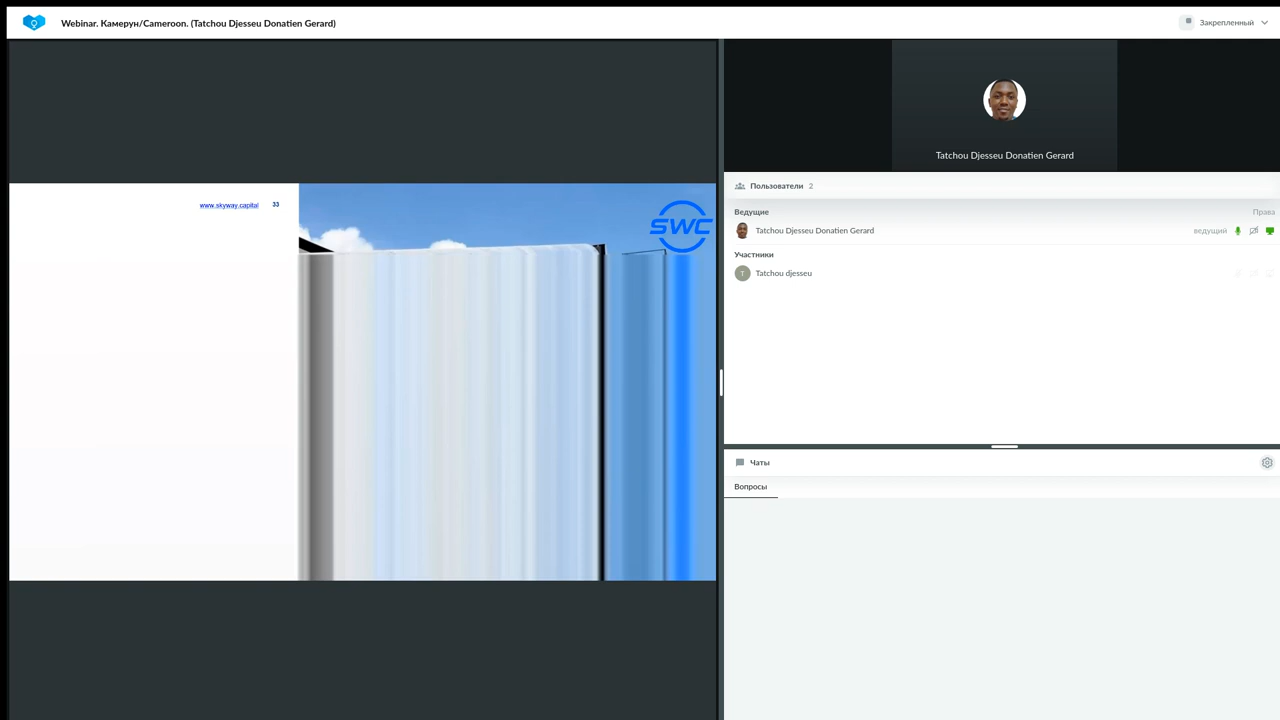 Webinar. Камерун/Cameroon. (Tatchou Djesseu Donatien Gerard)
Закрепленный
www.skyway.capital 33
SWC
Tatchou Djesseu Donatien Gerard
Пользователи 2
Ведущие Права
Tatchou Djesseu Donatien Gerard ведущий
Участники
T Tatchou djesseu
Чаты
Вопросы